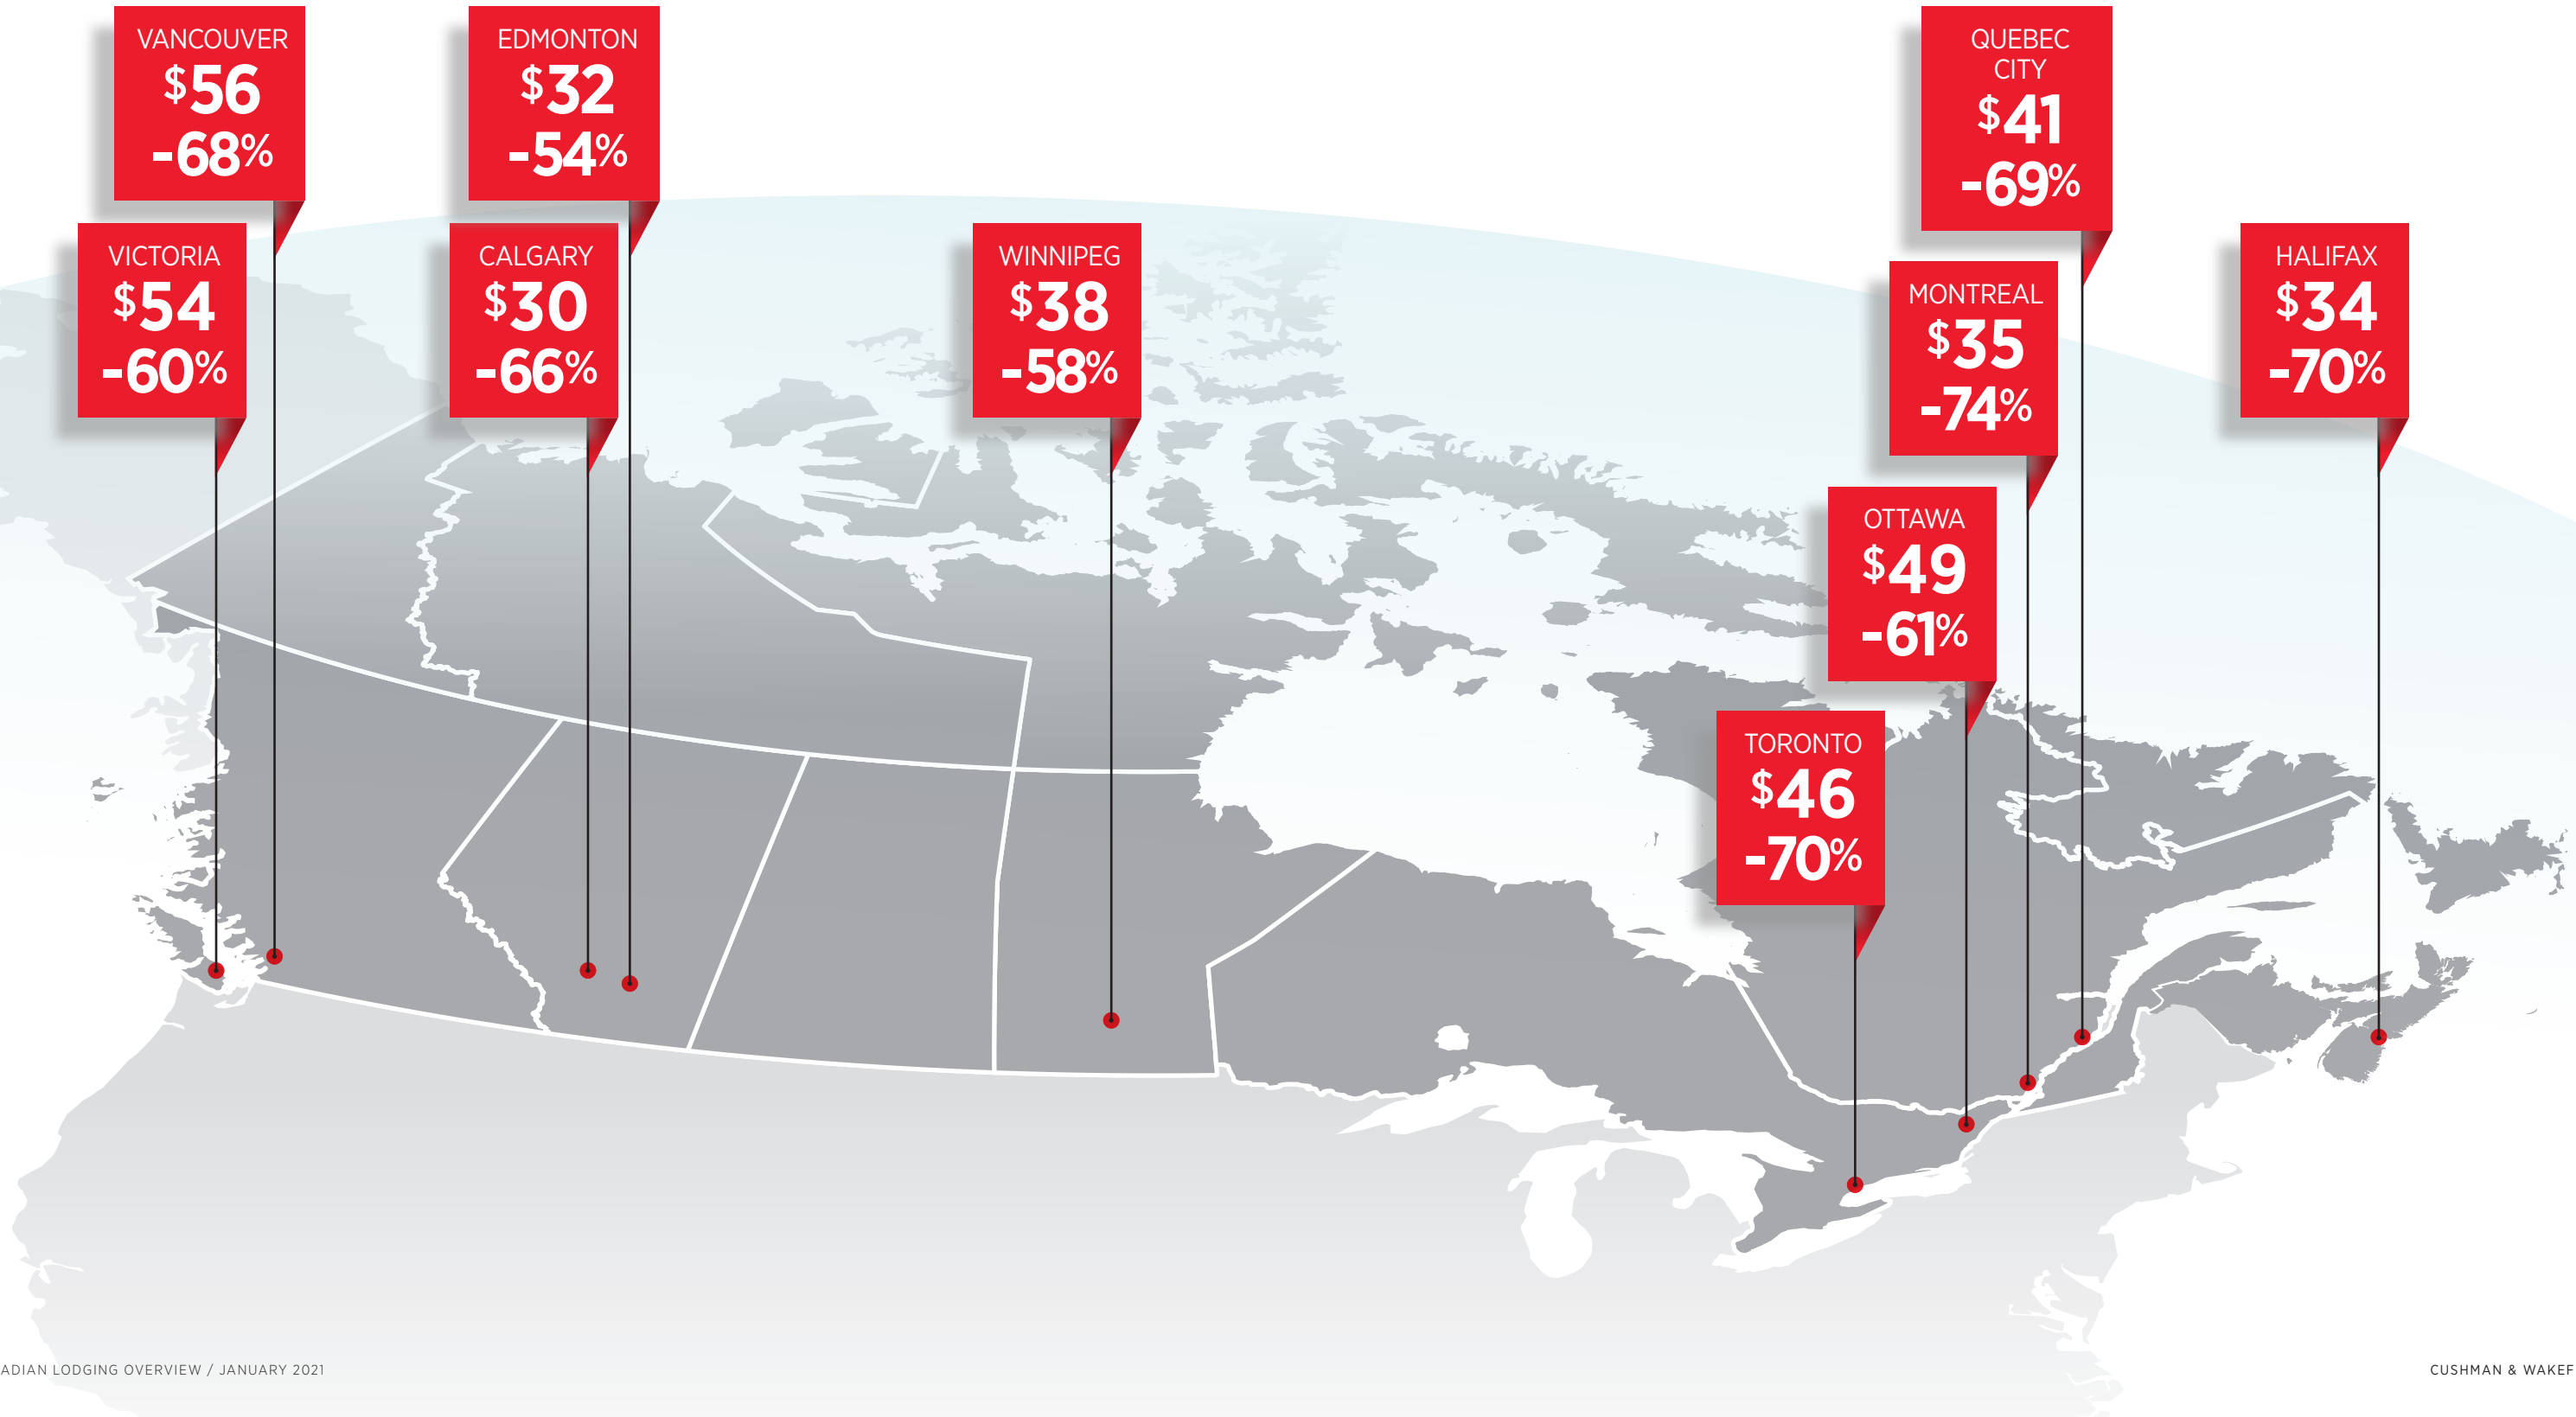 VANCOUVER
$56
-68%
EDMONTON
$32
-54%
QUEBEC
CITY
$41
-69%
VICTORIA
$54
-60%
CALGARY
$30
-66%
WINNIPEG
$38
-58%
MONTREAL
$35
-74%
HALIFAX
$34
-70%
OTTAWA
$49
-61%
TORONTO
$46
-70%
ADIAN LODGING OVERVIEW / JANUARY 2021
CUSHMAN & WAKEF